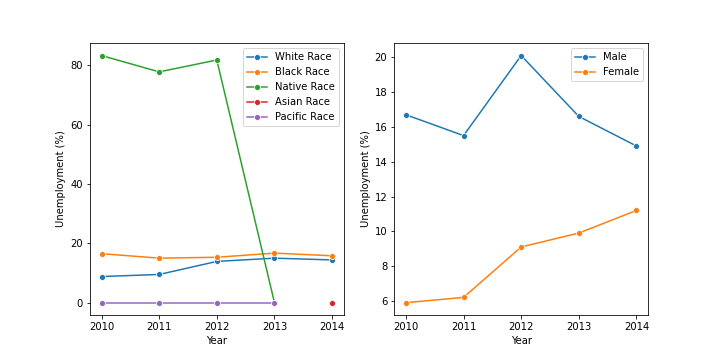 White Race
Black Race
Native Race
Asian Race
Pacific Race
80
60
40
20
0
Unemployment (%)
2010 2011 2012 2013 2014
Year
Male
Female
20
18
16
14
12
10
8
6
Unemployment (%)
2010 2011 2012 2013 2014
Year